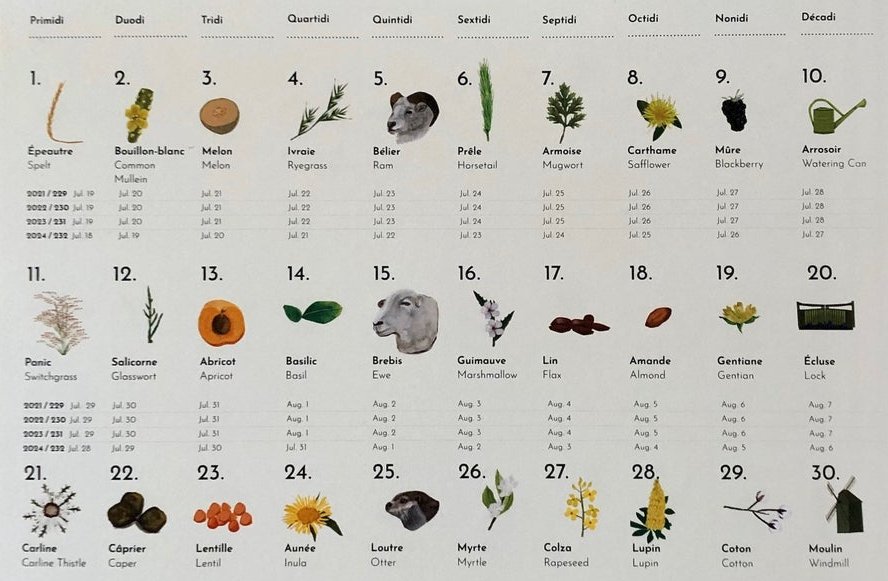 Primidi Duodi Tridi Quartidi Quintidi Sextidi Septidi Octidi Nonidi Décadi
1. 2. 3. 4. 5. 6. 7. 8. 9. 10.
Épeautre Bouillon-blanc Melon Ivraie Bélier Prêle Armoise Carthame Mûre Arrosoir
Spelt Common Melon Ryegrass Ram Horsetail Mugwort Safflower Blackberry Watering Can
Mullein
2021 / 229 Jul. 19 Jul. 20 Jul. 21 Jul. 22 Jul. 23 Jul. 24 Jul. 25 Jul. 26 Jul. 27 Jul. 28
2022 / 230 Jul. 19 Jul. 20 Jul. 21 Jul. 22 Jul. 23 Jul. 24 Jul. 25 Jul. 26 Jul. 27 Jul. 28
2023 / 231 Jul. 19 Jul. 20 Jul. 21 Jul. 22 Jul. 23 Jul. 24 Jul. 25 Jul. 26 Jul. 27 Jul. 28
2024 / 232 Jul. 18 Jul. 19 Jul. 20 Jul. 21 Jul. 22 Jul. 23 Jul. 24 Jul. 25 Jul. 26 Jul. 27
11. 12. 13. 14. 15. 16. 17. 18. 19. 20.
Panic Salicorne Abricot Basilic Brebis Guimauve Lin Amande Gentiane Écluse
Switchgrass Glasswort Apricot Basil Ewe Marshmallow Flax Almond Gentian Lock
2021 / 229 Jul. 29 Jul. 30 Jul. 31 Aug. 1 Aug. 2 Aug. 3 Aug. 4 Aug. 5 Aug. 6 Aug. 7
2022 / 230 Jul. 29 Jul. 30 Jul. 31 Aug. 1 Aug. 2 Aug. 3 Aug. 4 Aug. 5 Aug. 6 Aug. 7
2023 / 231 Jul. 29 Jul. 30 Jul. 31 Aug. 1 Aug. 2 Aug. 3 Aug. 4 Aug. 5 Aug. 6 Aug. 7
2024 / 232 Jul. 28 Jul. 29 Jul. 30 Jul. 31 Aug. 1 Aug. 2 Aug. 3 Aug. 4 Aug. 5 Aug. 6
21. 22. 23. 24. 25. 26. 27. 28. 29. 30.
Carline Câprier Lentille Aunée Loutre Myrte Colza Lupin Coton Moulin
Carline Thistle Caper Lentil Inula Otter Myrtle Rapeseed Lupin Cotton Windmill